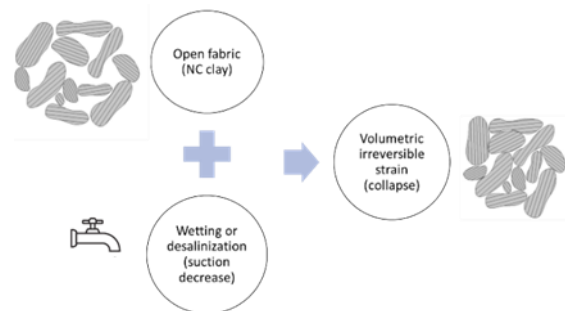 Open fabric
(NC clay)
Volumetric
irreversible
strain
(collapse)
Wetting or
desalinization
(suction
decrease)